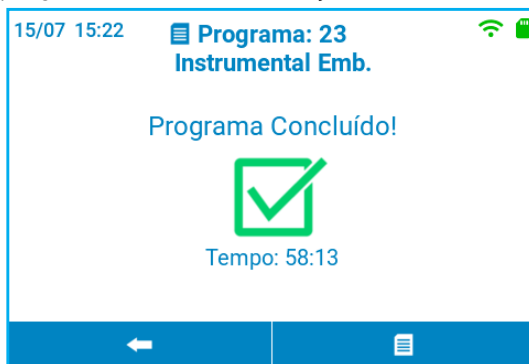 15/07 15:22
Programa: 23
Instrumental Emb.
Programa Concluído!
Tempo: 58:13